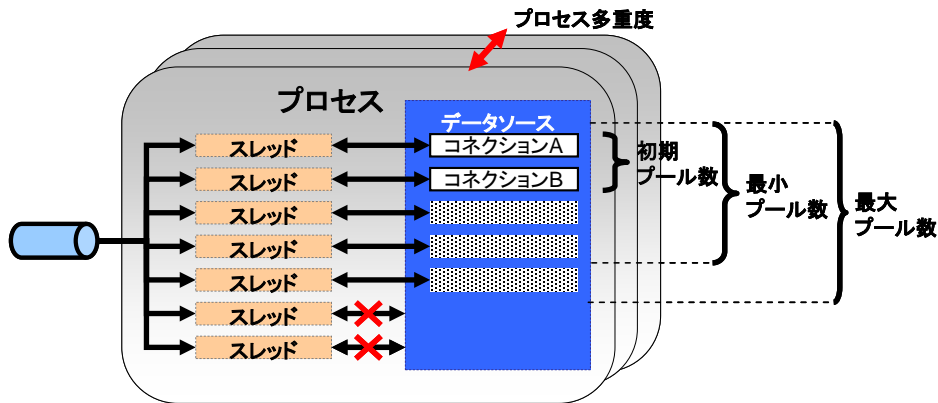 プロセス多重度
プロセス
データソース
スレッド
コネクションA
スレッド
コネクションB
スレッド
スレッド
スレッド
スレッド
スレッド
初期
プール数
最小
プール数
最大
プール数